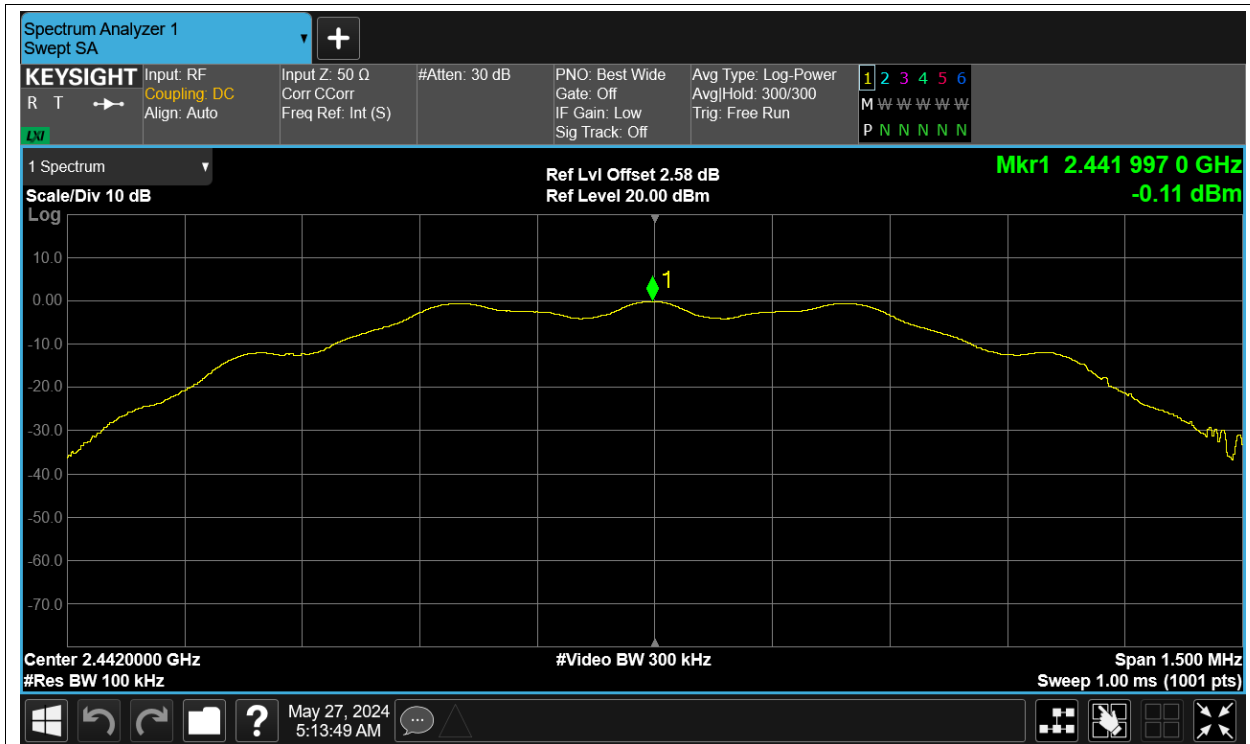 Spectrum Analyzer 1
Swept SA
KEYSIGHT
R T
LXI
Input: RF
Coupling: DC
Align: Auto
Input Z: 50 Ω
Corr CCorr
Freq Ref: Int (S)
#Atten: 30 dB
PNO: Best Wide
Gate: Off
IF Gain: Low
Sig Track: Off
Avg Type: Log-Power
Avg|Hold: 300/300
Trig: Free Run
1 2 3 4 5 6
M W W W W W
P N N N N N
1 Spectrum
Scale/Div 10 dB
Log
Ref Lvl Offset 2.58 dB
Ref Level 20.00 dBm
Mkr1 2.441 997 0 GHz
-0.11 dBm
1
10.0
0.00
-10.0
-20.0
-30.0
-40.0
-50.0
-60.0
-70.0
Center 2.4420000 GHz
#Res BW 100 kHz
#Video BW 300 kHz
Span 1.500 MHz
Sweep 1.00 ms (1001 pts)
?
May 27, 2024
5:13:49 AM